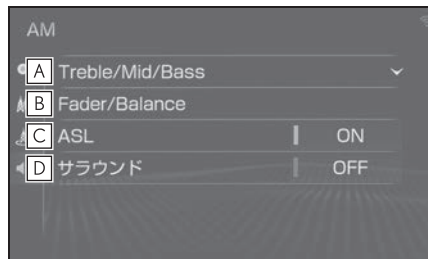 AM
A Treble/Mid/Bass
B Fader/Balance
C ASL ON
D サラウンド OFF